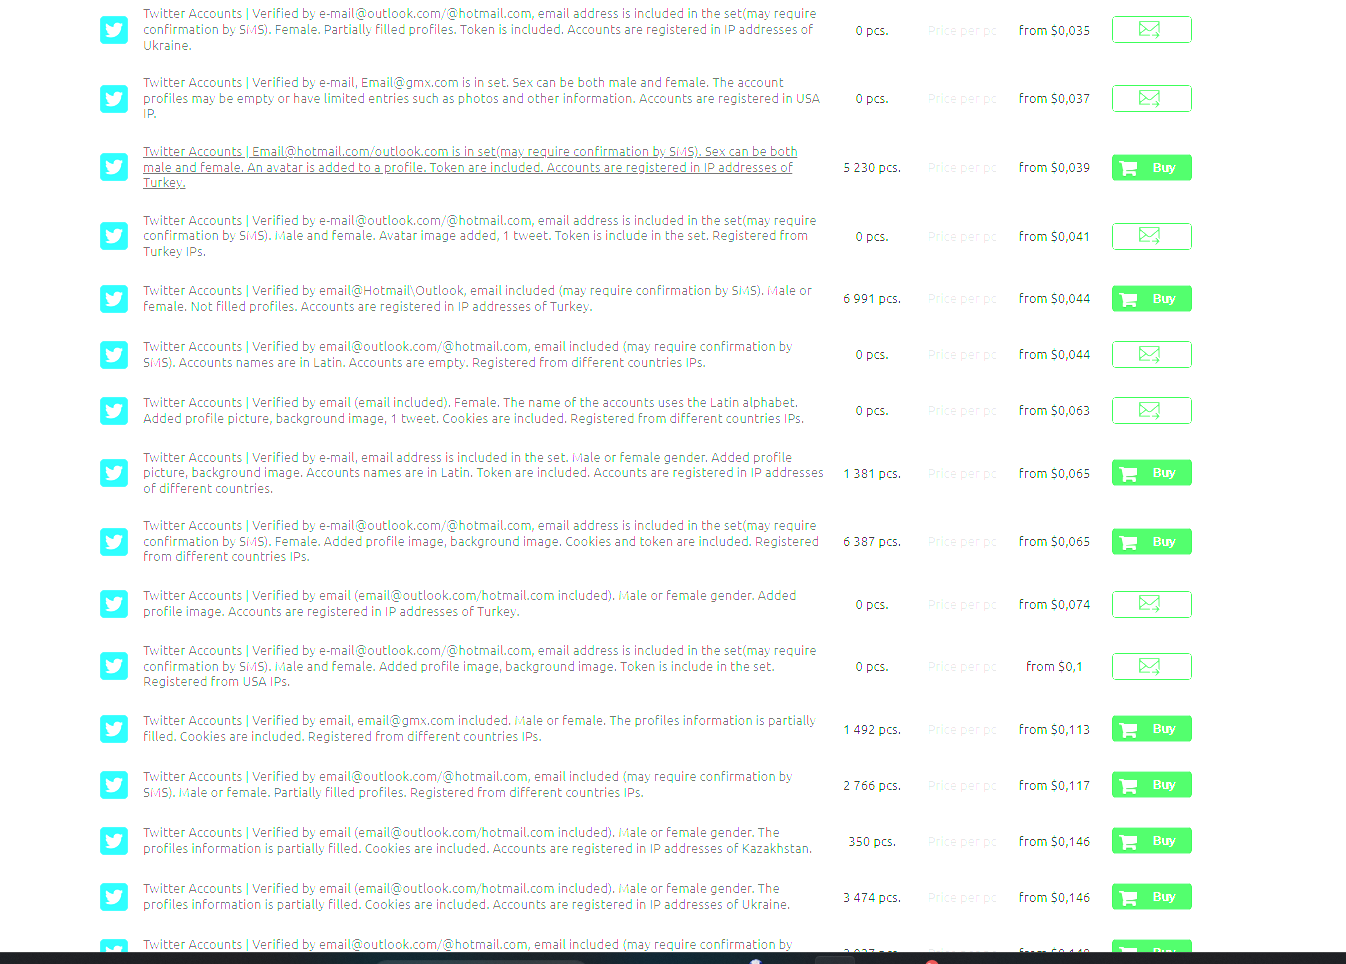 Twitter Accounts | Verified by e-mail@outlook.com/@hotmail.com, email address is included in the set(may require
confirmation by SMS). Female. Partially filled profiles. Token is included. Accounts are registered in IP addresses of
Ukraine.
0 pcs.
Price per pc
from $0,035
Twitter Accounts | Verified by e-mail, Email@gmx.com is in set. Sex can be both male and female. The account
profiles may be empty or have limited entries such as photos and other information. Accounts are registered in USA
IP.
0 pcs.
Price per pc
from $0,037
Twitter Accounts | Email@hotmail.com/outlook.com is in set(may require confirmation by SMS). Sex can be both
male and female. An avatar is added to a profile. Token are included. Accounts are registered in IP addresses of
Turkey.
5 230 pcs.
Price per pc
from $0,039
Buy
Twitter Accounts | Verified by e-mail@outlook.com/@hotmail.com, email address is included in the set(may require
confirmation by SMS). Male and female. Avatar image added, 1 tweet. Token is include in the set. Registered from
Turkey IPs.
0 pcs.
Price per pc
from $0,041
Twitter Accounts | Verified by email@Hotmail\Outlook, email included (may require confirmation by SMS). Male or
female. Not filled profiles. Accounts are registered in IP addresses of Turkey.
6 991 pcs.
Price per pc
from $0,044
Buy
Twitter Accounts | Verified by email@outlook.com/@hotmail.com, email included (may require confirmation by
SMS). Accounts names are in Latin. Accounts are empty. Registered from different countries IPs.
0 pcs.
Price per pc
from $0,044
Twitter Accounts | Verified by email (email included). Female. The name of the accounts uses the Latin alphabet.
Added profile picture, background image, 1 tweet. Cookies are included. Registered from different countries IPs.
0 pcs.
Price per pc
from $0,063
Twitter Accounts | Verified by e-mail, email address is included in the set. Male or female gender. Added profile
picture, background image. Accounts names are in Latin. Token are included. Accounts are registered in IP addresses
of different countries.
1 381 pcs.
Price per pc
from $0,065
Buy
Twitter Accounts | Verified by e-mail@outlook.com/@hotmail.com, email address is included in the set(may require
confirmation by SMS). Female. Added profile image, background image. Cookies and token are included. Registered
from different countries IPs.
6 387 pcs.
Price per pc
from $0,065
Buy
Twitter Accounts | Verified by email (email@outlook.com/hotmail.com included). Male or female gender. Added
profile image. Accounts are registered in IP addresses of Turkey.
0 pcs.
Price per pc
from $0,074
Twitter Accounts | Verified by e-mail@outlook.com/@hotmail.com, email address is included in the set(may require
confirmation by SMS). Male and female. Added profile image, background image. Token is include in the set.
Registered from USA IPs.
0 pcs.
Price per pc
from $0,1
Twitter Accounts | Verified by email, email@gmx.com included. Male or female. The profiles information is partially
filled. Cookies are included. Registered from different countries IPs.
1 492 pcs.
Price per pc
from $0,113
Buy
Twitter Accounts | Verified by email@outlook.com/@hotmail.com, email included (may require confirmation by
SMS). Male or female. Partially filled profiles. Registered from different countries IPs.
2 766 pcs.
Price per pc
from $0,117
Buy
Twitter Accounts | Verified by email (email@outlook.com/hotmail.com included). Male or female gender. The
profiles information is partially filled. Cookies are included. Accounts are registered in IP addresses of Kazakhstan.
350 pcs.
Price per pc
from $0,146
Buy
Twitter Accounts | Verified by email (email@outlook.com/hotmail.com included). Male or female gender. The
profiles information is partially filled. Cookies are included. Accounts are registered in IP addresses of Ukraine.
3 474 pcs.
Price per pc
from $0,146
Buy
Twitter Accounts | Verified by email@outlook.com/@hotmail.com, email included (may require confirmation by